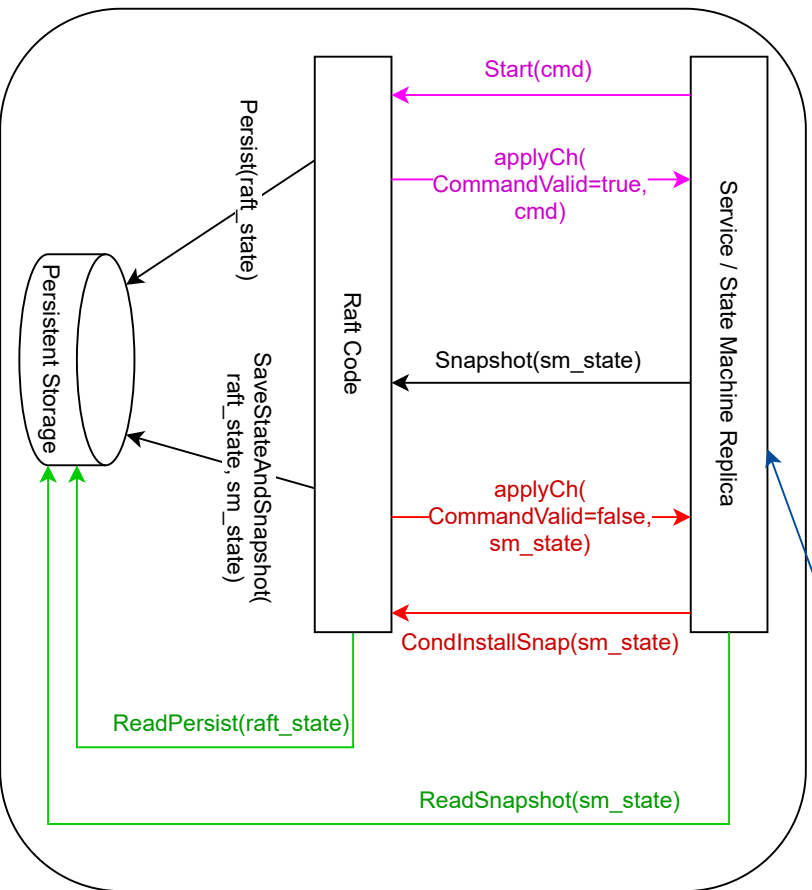 Start(cmd)
applyCh(
CommandValid=true,
cmd)
Persist(raft_state)
Service / State Machine Replica
Raft Code
Persistent Storage
Snapshot(sm_state)
SaveStateAndSnapshot(
raft_state, sm_state)
applyCh(
CommandValid=false,
sm_state)
CondInstallSnap(sm_state)
ReadPersist(raft_state)
ReadSnapshot(sm_state)